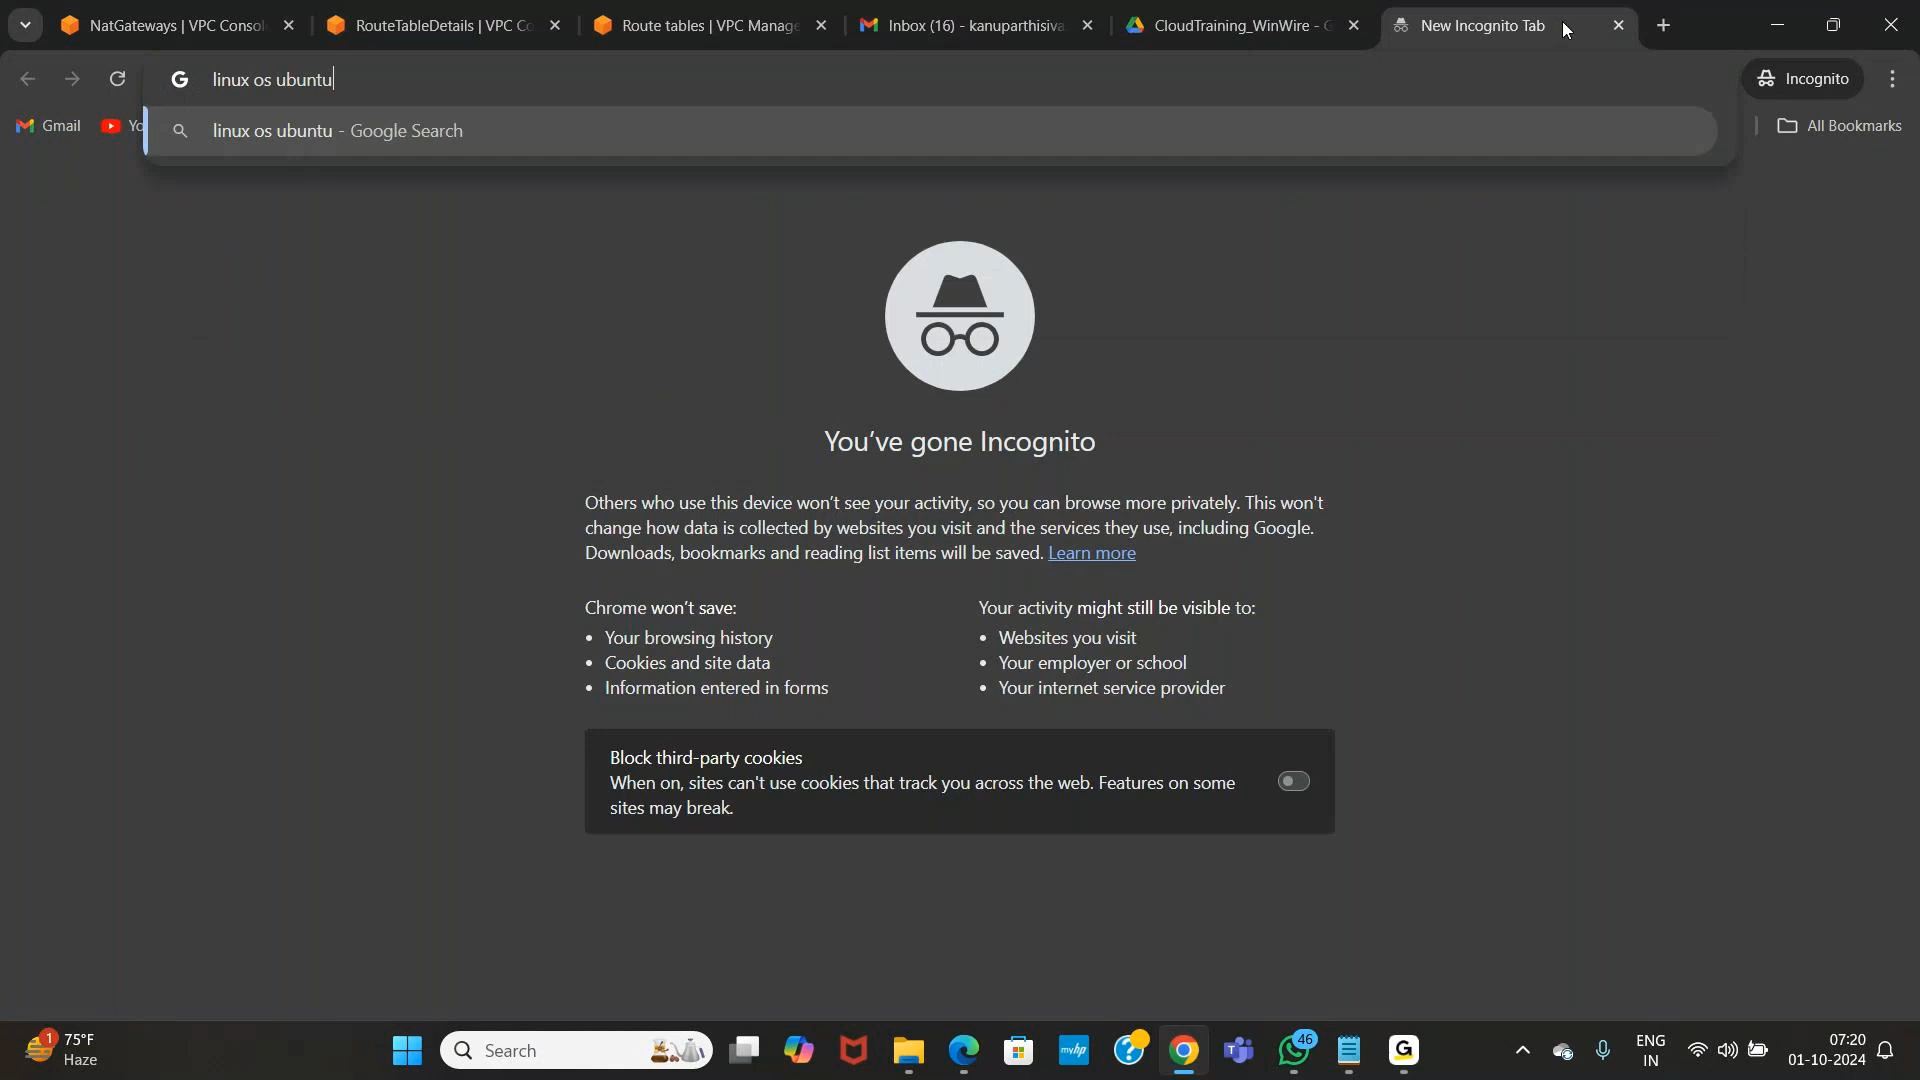 NatGateways | VPC Consol
RouteTableDetails | VPC Co
Route tables | VPC Manage
Inbox (16) - kanuparthisiva
CloudTraining_WinWire - G
New Incognito Tab
linux os ubuntu
Incognito
Gmail
Yo
linux os ubuntu - Google Search
All Bookmarks
You've gone Incognito
Others who use this device won't see your activity, so you can browse more privately. This won't
change how data is collected by websites you visit and the services they use, including Google.
Downloads, bookmarks and reading list items will be saved. Learn more
Chrome won't save:
• Your browsing history
• Cookies and site data
• Information entered in forms
Your activity might still be visible to:
• Websites you visit
• Your employer or school
• Your internet service provider
Block third-party cookies
When on, sites can't use cookies that track you across the web. Features on some
sites may break.
1
75°F
Haze
Search
myhp
46
G
ENG
IN
07:20
01-10-2024